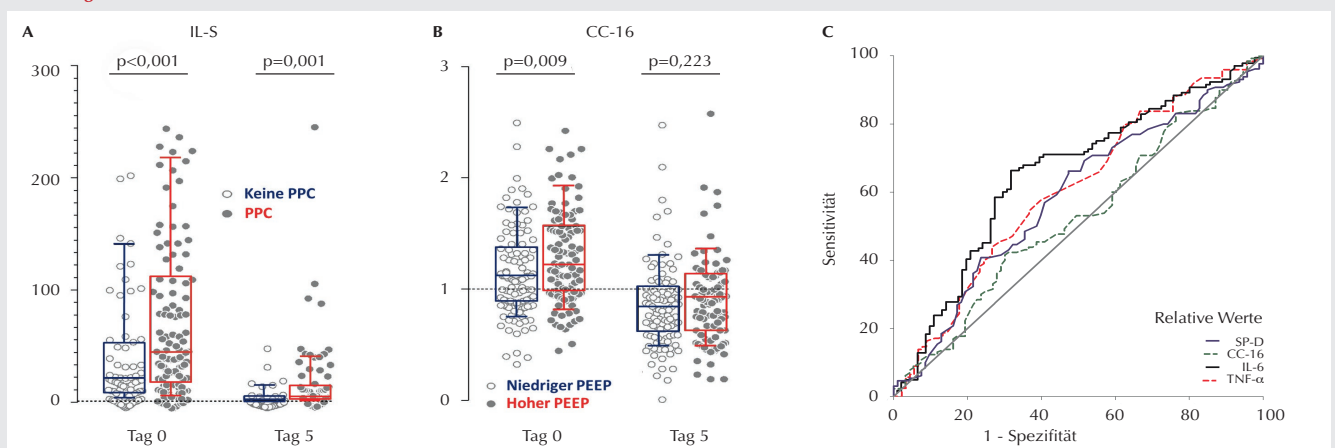 A
IL-S
p<0,001
p=0,001
300
200
100
0
Keine PPC
PPC
Tag 0
Tag 5
B
CC-16
p=0,009
p=0,223
3
2
1
0
Niedriger PEEP
Hoher PEEP
Tag 0
Tag 5
C
Sensitivität
100
80
60
40
20
0
Relative Werte
SP-D
CC-16
IL-6
TNF-α
0
20
40
60
80
100
1 - Spezifität